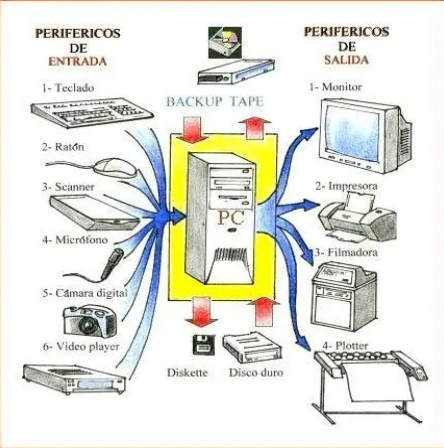 PERIFERICOS
DE
ENTRADA
1- Teclado
2- Ratón
3- Scanner
4- Micrófono
5- Cámara digital
6- Video player
BACKUP TAPE
PC
Diskette
Disco duro
PERIFERICOS
DE
SALIDA
1- Monitor
2- Impresora
3- Filmadora
4- Plotter